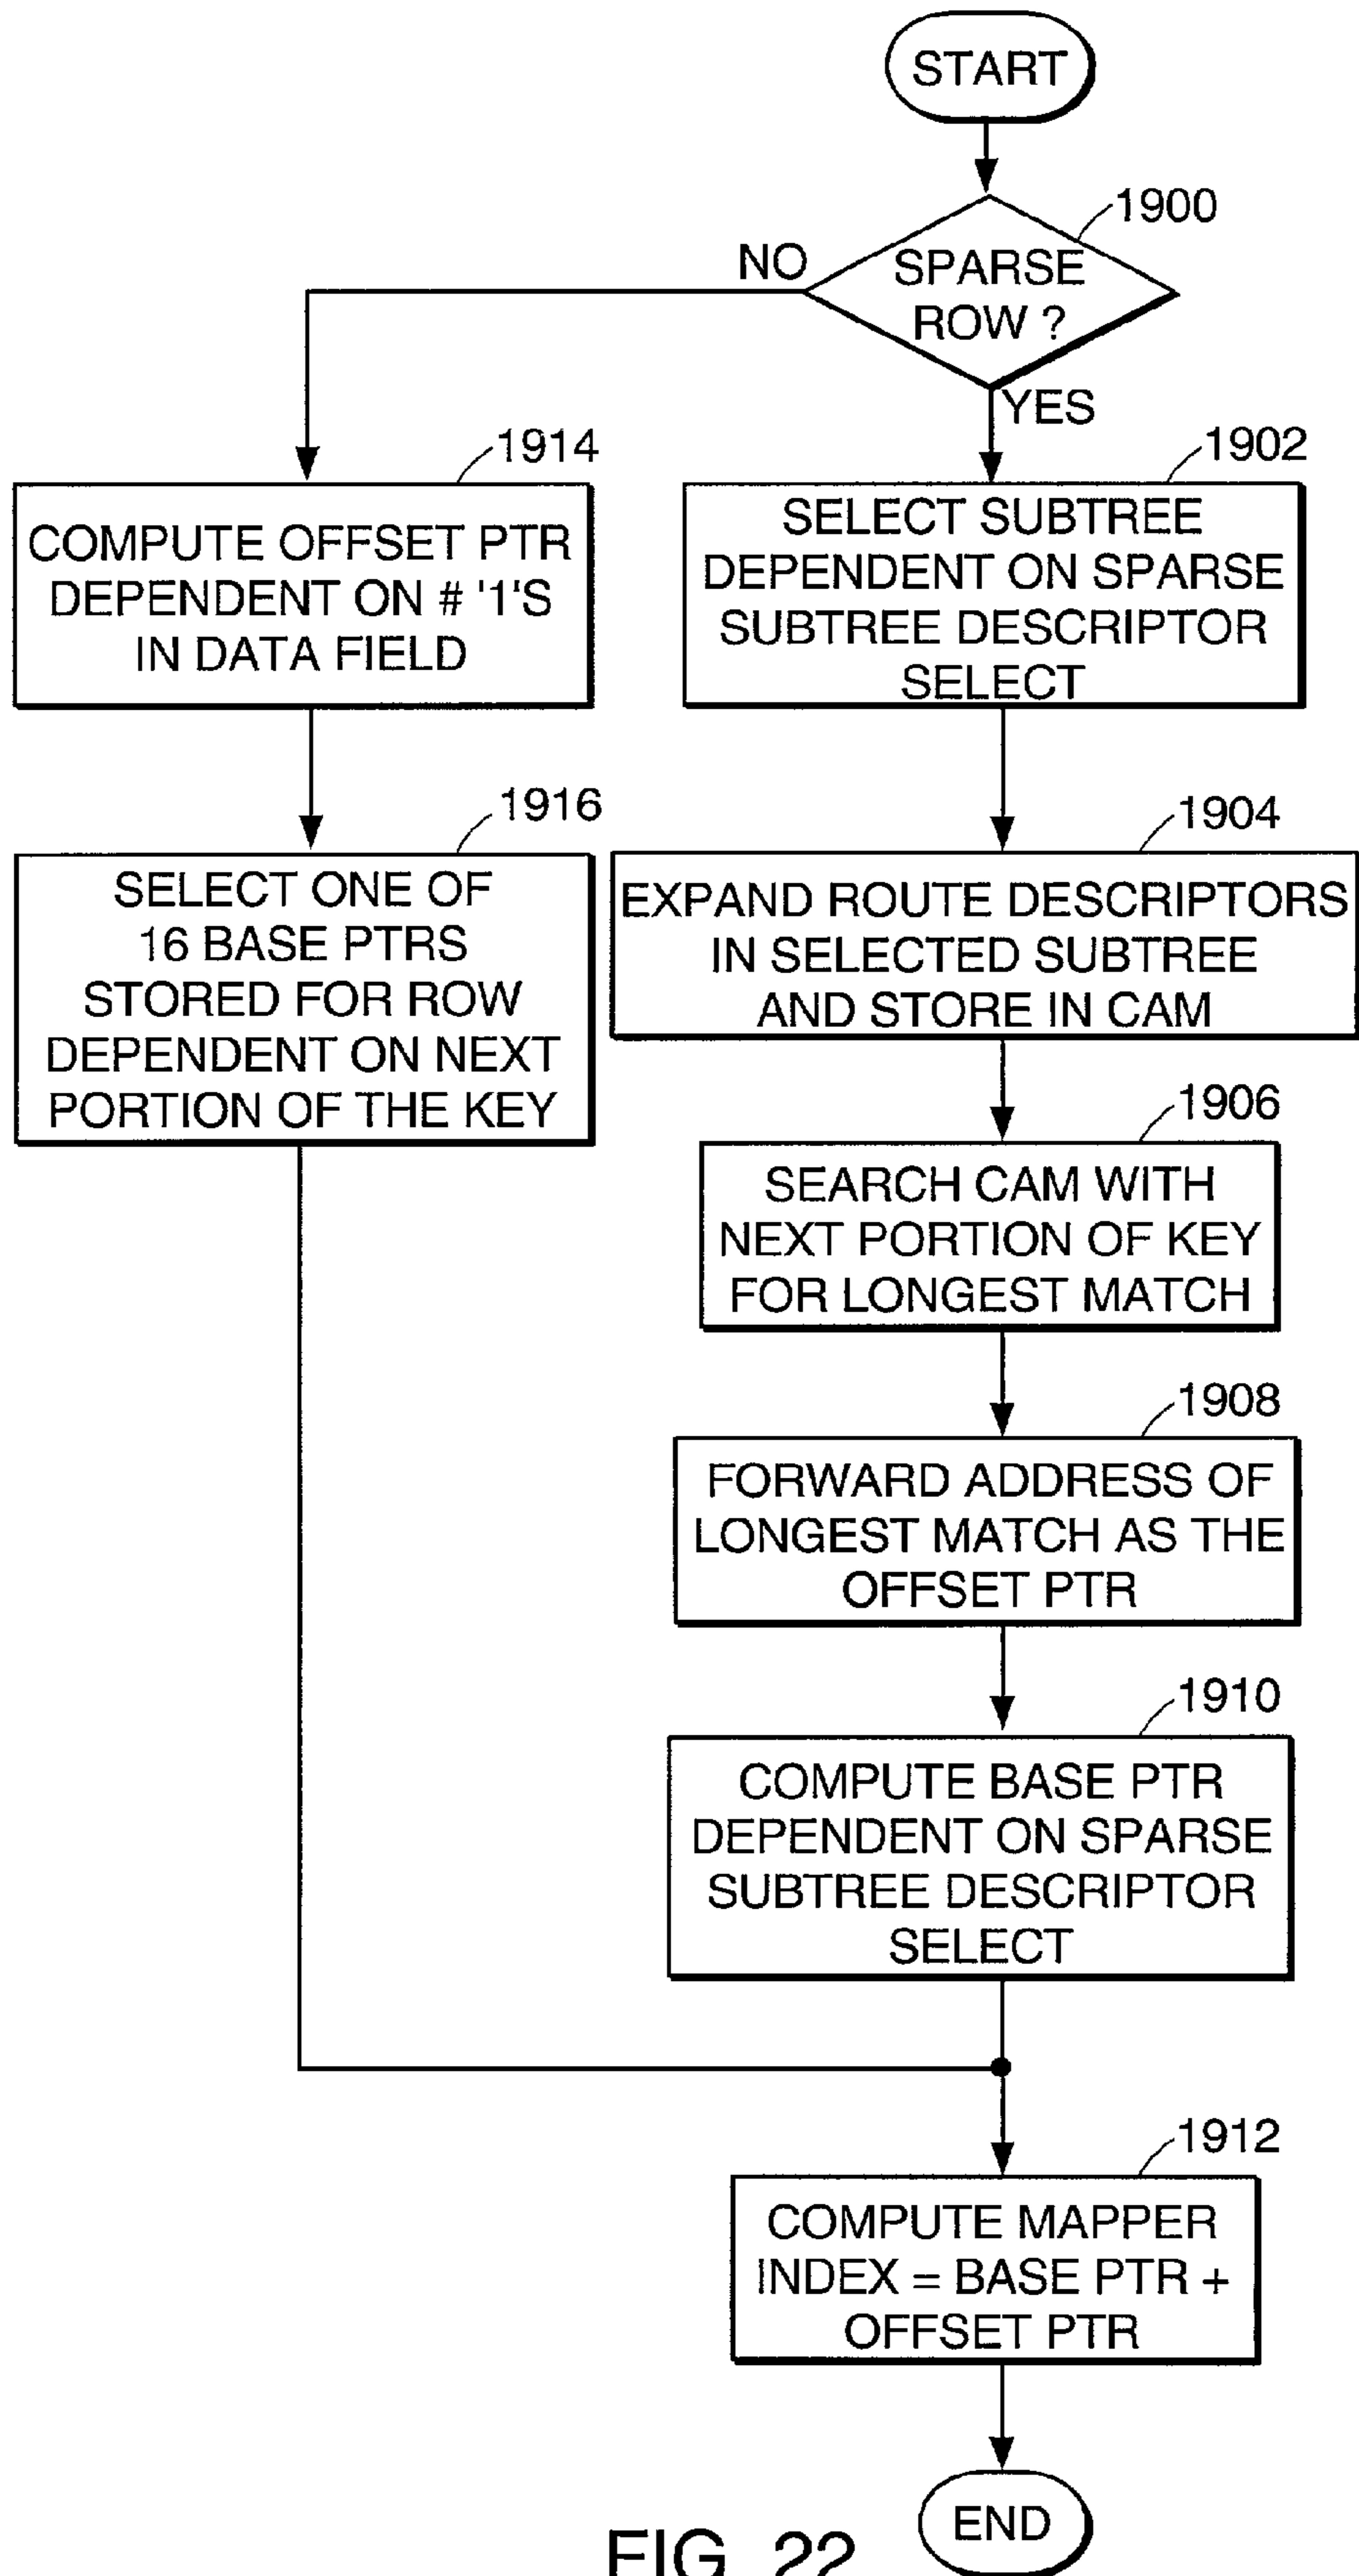 START
1900
SPARSE
ROW ?
NO
YES
1914
COMPUTE OFFSET PTR
DEPENDENT ON # '1'S
IN DATA FIELD
1902
SELECT SUBTREE
DEPENDENT ON SPARSE
SUBTREE DESCRIPTOR
SELECT
1916
SELECT ONE OF
16 BASE PTRS
STORED FOR ROW
DEPENDENT ON NEXT
PORTION OF THE KEY
1904
EXPAND ROUTE DESCRIPTORS
IN SELECTED SUBTREE
AND STORE IN CAM
1906
SEARCH CAM WITH
NEXT PORTION OF KEY
FOR LONGEST MATCH
1908
FORWARD ADDRESS OF
LONGEST MATCH AS THE
OFFSET PTR
1910
COMPUTE BASE PTR
DEPENDENT ON SPARSE
SUBTREE DESCRIPTOR
SELECT
1912
COMPUTE MAPPER
INDEX = BASE PTR +
OFFSET PTR
END
FIG. 22